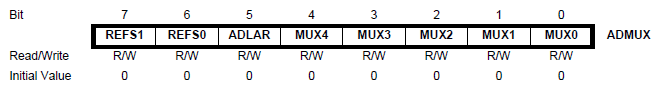 Bit 7 6 5 4 3 2 1 0
REFS1 REFS0 ADLAR MUX4 MUX3 MUX2 MUX1 MUX0 ADMUX
Read/Write R/W R/W R/W R/W R/W R/W R/W R/W
Initial Value 0 0 0 0 0 0 0 0